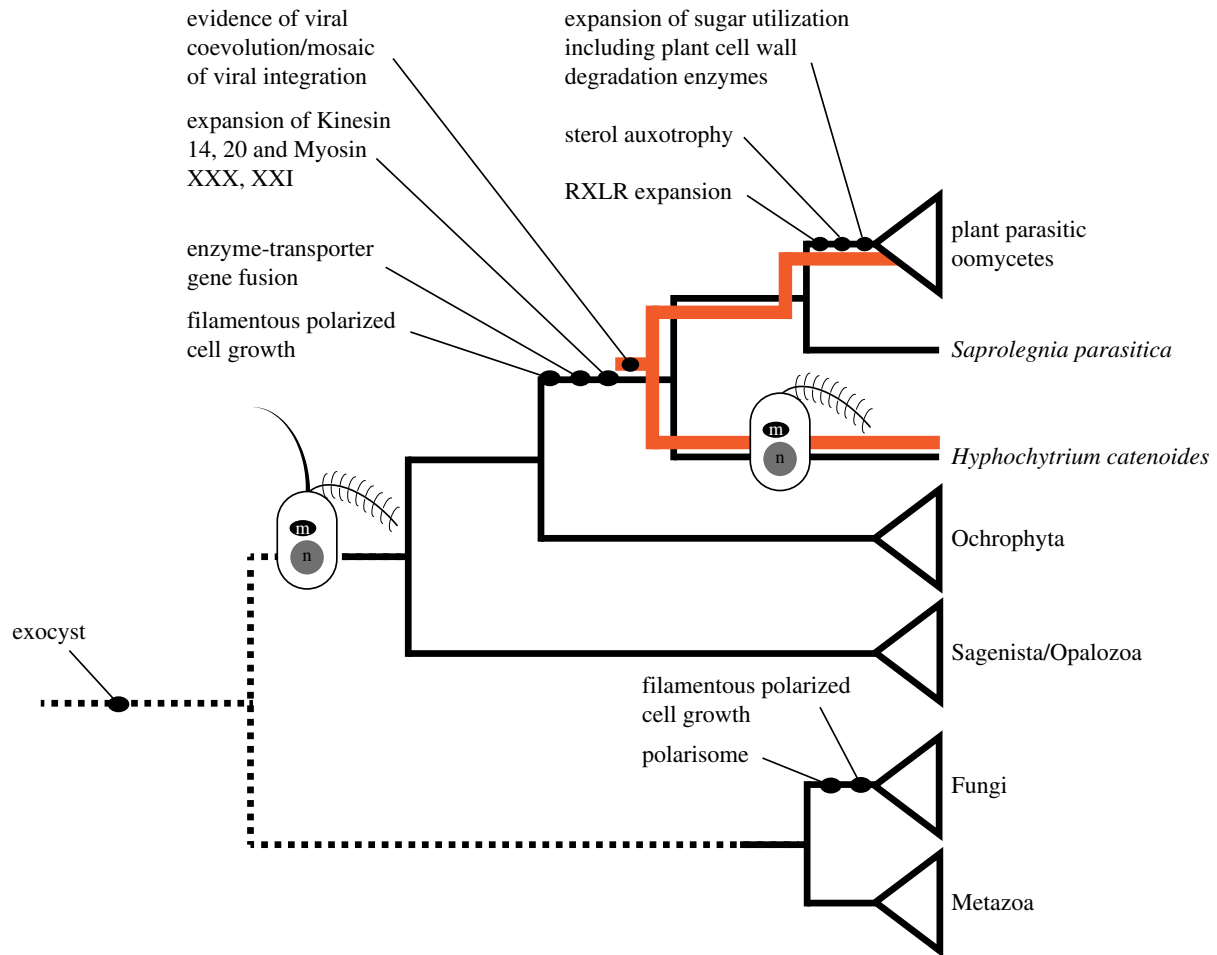 evidence of viral
coevolution/mosaic
of viral integration
expansion of sugar utilization
including plant cell wall
degradation enzymes
expansion of Kinesin
14, 20 and Myosin
XXX, XXI
sterol auxotrophy
RXLR expansion
enzyme-transporter
gene fusion
filamentous polarized
cell growth
plant parasitic
oomycetes
Saprolegnia parasitica
m
n
Hyphochytrium catenoides
m
n
Ochrophyta
exocyst
Sagenista/Opalozoa
filamentous polarized
cell growth
polarisome
Fungi
Metazoa